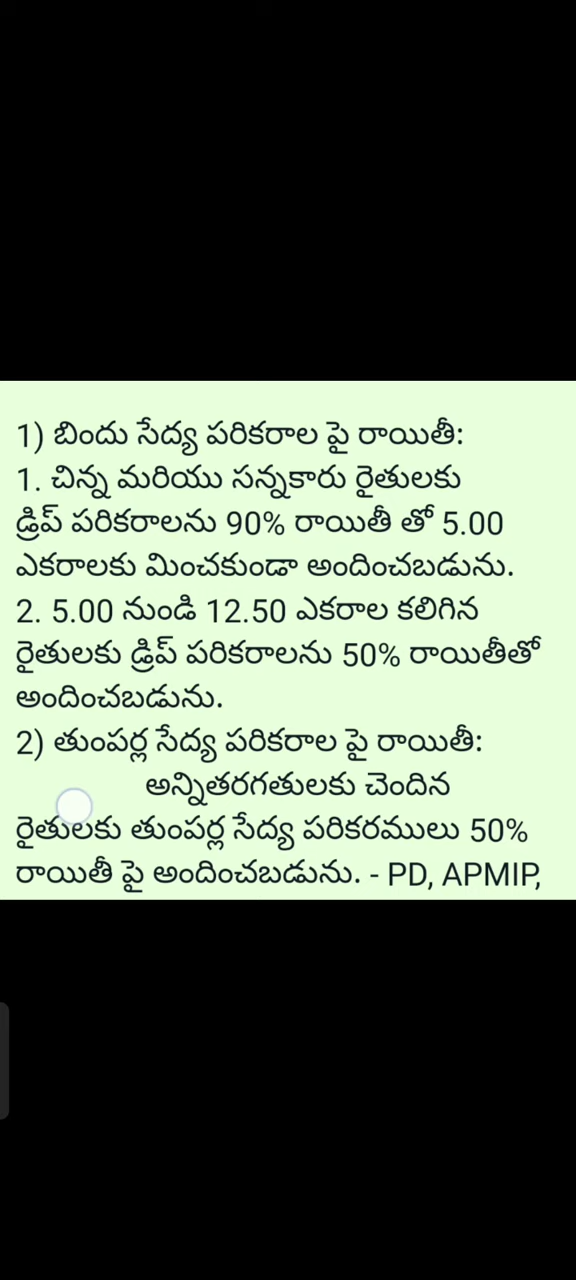 1) బిందు సేద్య పరికరాల పై రాయితీ:
1. చిన్న మరియు సన్నకారు రైతులకు
డ్రిప్ పరికరాలను 90% రాయితీ తో 5.00
ఎకరాలకు మించకుండా అందించబడును.
2. 5.00 నుండి 12.50 ఎకరాల కలిగిన
రైతులకు డ్రిప్ పరికరాలను 50% రాయితీతో
అందించబడును.
2) తుంపర్ల సేద్య పరికరాల పై రాయితీ:
అన్నితరగతులకు చెందిన
రైతులకు తుంపర్ల సేద్య పరికరములు 50%
రాయితీ పై అందించబడును. - PD, APMIP,